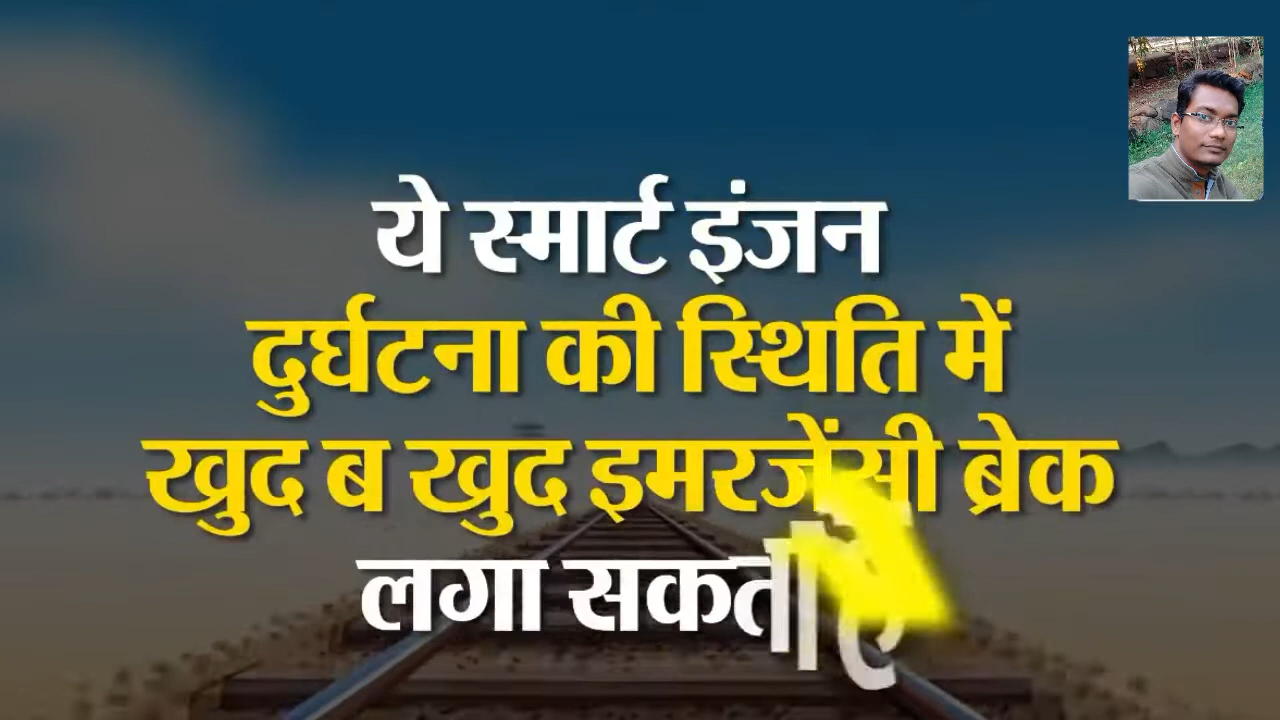 ये स्मार्ट इंजन
दुर्घटना की स्थिति में
खुद ब खुद इमरजेंसी ब्रेक
लगा सकता है